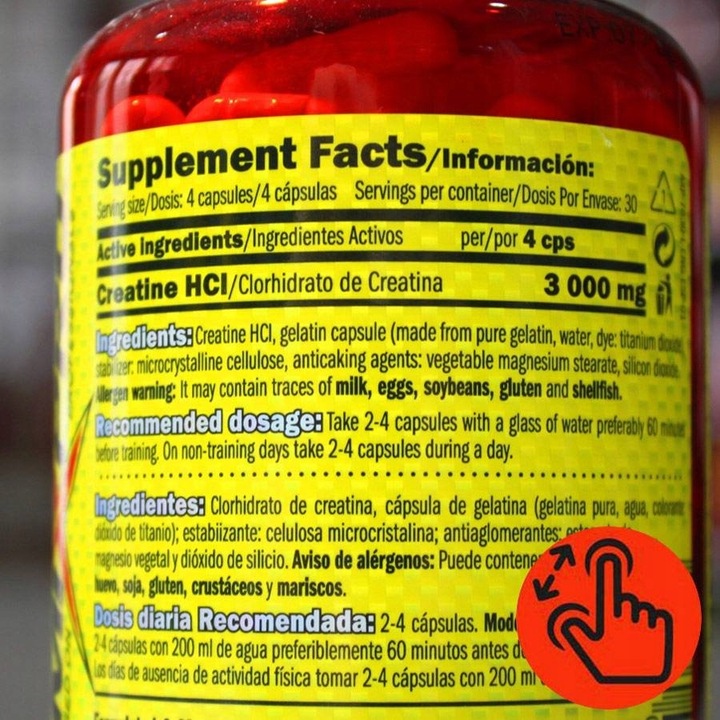 EXP
Supplement Facts/Información:
Serving size/Dosis: 4 capsules/4 cápsulas Servings per container/Dosis Por Envase: 30
Active ingredients/Ingredientes Activos per/por 4 cps
Creatine HCl/Clorhidrato de Creatina 3 000 mg
Ingredients: Creatine HCl, gelatin capsule (made from pure gelatin, water, dye: titanium dioxide,
stabilizer: microcrystalline cellulose, anticaking agents: vegetable magnesium stearate, silicon dioxide.
Allergen warning: It may contain traces of milk, eggs, soybeans, gluten and shellfish.
Recommended dosage: Take 2-4 capsules with a glass of water preferably 60 minutes
before training. On non-training days take 2-4 capsules during a day.
Ingredientes: Clorhidrato de creatina, cápsula de gelatina (gelatina pura, agua, colorante
dióxido de titanio); estabiizante: celulosa microcristalina; antiaglomerantes:
magnesio vegetal y dióxido de silicio. Aviso de alérgenos: Puede
huevo, soja, gluten, crustáceos y mariscos.
Dosis diaria Recomendada: 2-4 cápsulas.
2-4 cápsulas con 200 ml de agua preferiblemente 60 minutos antes
Los días de ausencia de actividad física tomar 2-4 cápsulas con 200 ml